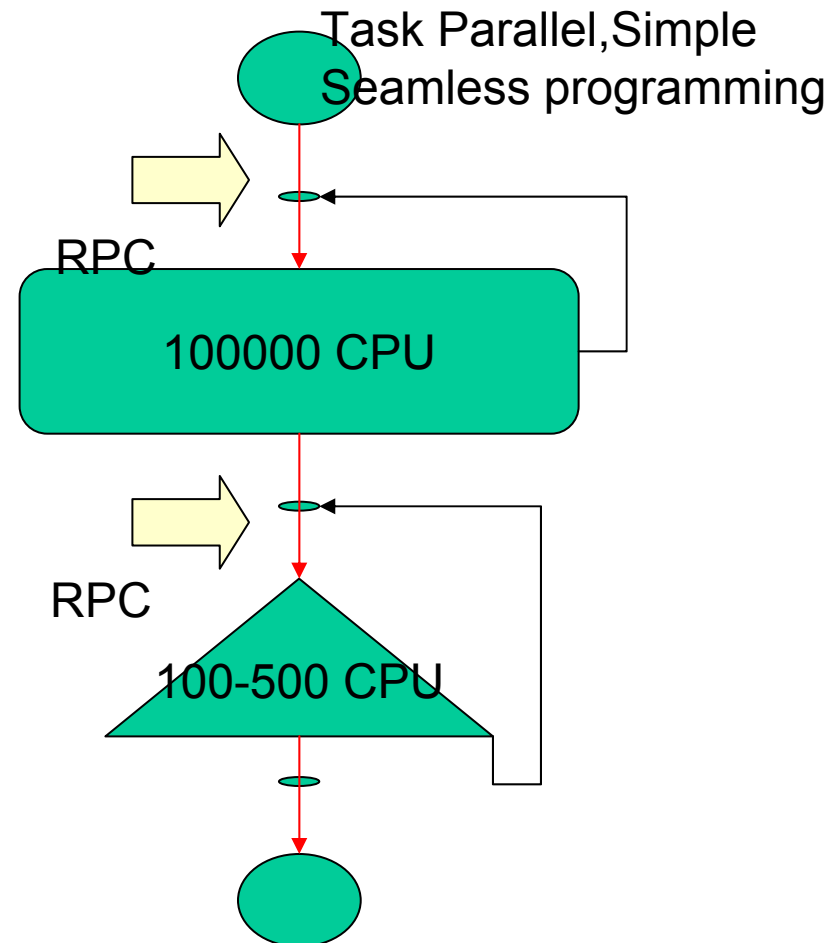 Task Parallel,Simple
Seamless programming
RPC
100000 CPU
RPC
100-500 CPU